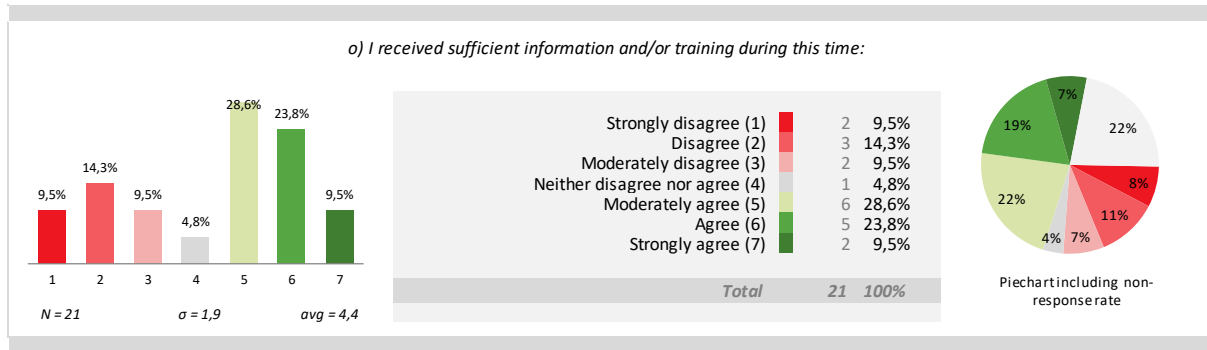 o) I received sufficient information and/or training during this time:
9,5%
14,3%
9,5%
4,8%
28,6%
23,8%
9,5%
1 2 3 4 5 6 7
N = 21 σ = 1,9 avg = 4,4
Strongly disagree (1) 2 9,5%
Disagree (2) 3 14,3%
Moderately disagree (3) 2 9,5%
Neither disagree nor agree (4) 1 4,8%
Moderately agree (5) 6 28,6%
Agree (6) 5 23,8%
Strongly agree (7) 2 9,5%
Total 21 100%
7%
22%
8%
11%
7%
4%
22%
19%
Piechart including non-
response rate